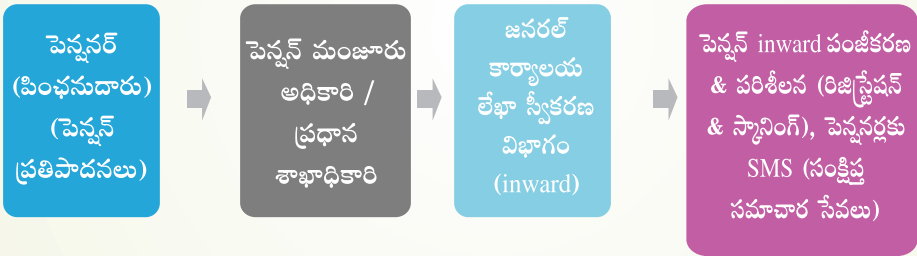 పెన్షనర్
(పింఛనుదారు)
(పెన్షన్
ప్రతిపాదనలు)
పెన్షన్ మంజూరు
అధికారి /
ప్రధాన
శాఖాధికారి
జనరల్
కార్యాలయ
లేఖా స్వీకరణ
విభాగం
(inward)
పెన్షన్ inward పంజీకరణ
& పరిశీలన (రిజిస్ట్రేషన్
& స్కానింగ్), పెన్షనర్లకు
SMS (సంక్షిప్త
సమాచార సేవలు)